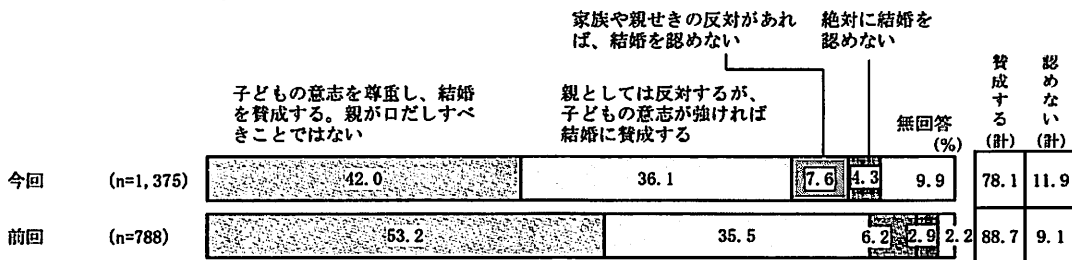 家族や親せきの反対があれ
ば、結婚を認めない
絶対に結婚を
認めない
子どもの意志を尊重し、結婚
を賛成する。親が口だしすべ
きことではない
親としては反対するが、
子どもの意志が強ければ
結婚に賛成する
無回答
(%)
賛成する(計)
認めない(計)
今回 (n=1,375) 42.0 36.1 7.6 4.3 9.9 78.1 11.9
前回 (n=788) 53.2 35.5 6.2 2.9 2.2 88.7 9.1